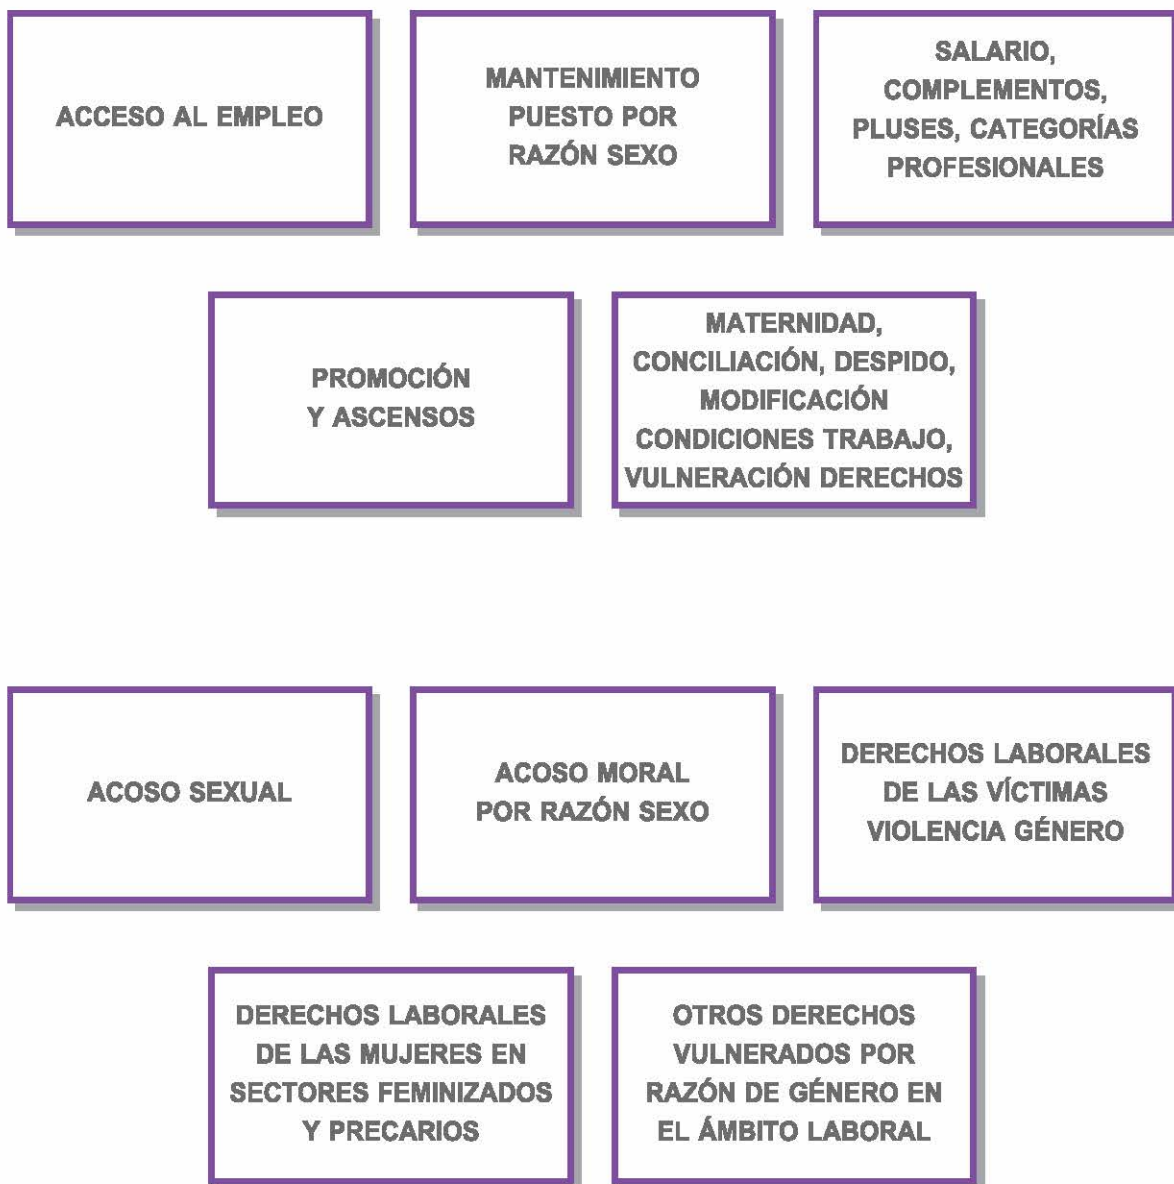 ACCESO AL EMPLEO
MANTENIMIENTO
PUESTO POR
RAZÓN SEXO
SALARIO,
COMPLEMENTOS,
PLUSES, CATEGORÍAS
PROFESIONALES
PROMOCIÓN
Y ASCENSOS
MATERNIDAD,
CONCILIACIÓN, DESPIDO,
MODIFICACIÓN
CONDICIONES TRABAJO,
VULNERACIÓN DERECHOS
ACOSO SEXUAL
ACOSO MORAL
POR RAZÓN SEXO
DERECHOS LABORALES
DE LAS VÍCTIMAS
VIOLENCIA GÉNERO
DERECHOS LABORALES
DE LAS MUJERES EN
SECTORES FEMINIZADOS
Y PRECARIOS
OTROS DERECHOS
VULNERADOS POR
RAZÓN DE GÉNERO EN
EL ÁMBITO LABORAL